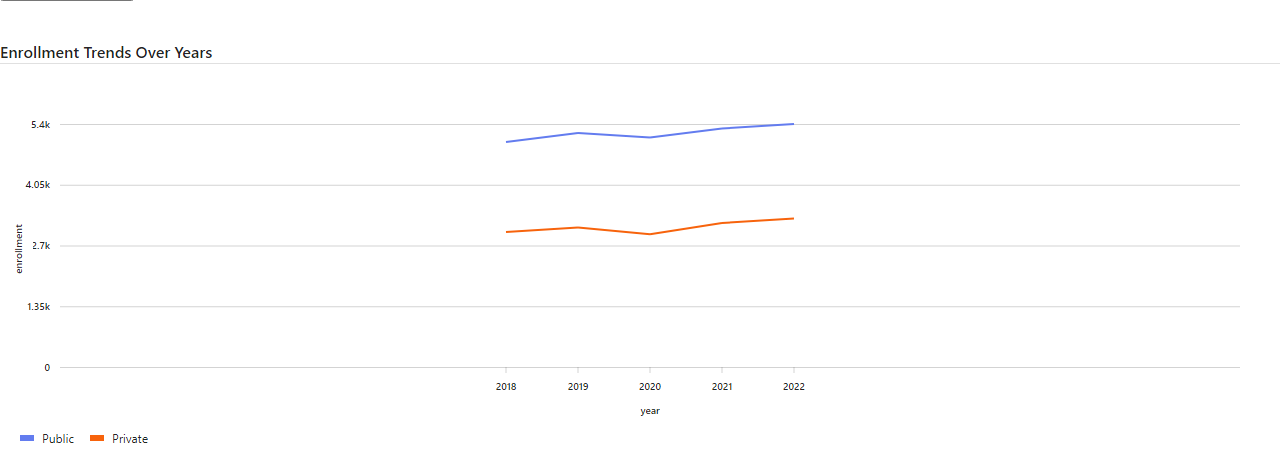 Enrollment Trends Over Years
5.4k
4.05k
2.7k
1.35k
0
enrollment
2018 2019 2020 2021 2022
year
Public Private